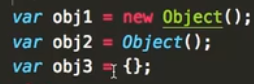 var obj1 = new Object();
var obj2 = Object();
var obj3 = {};